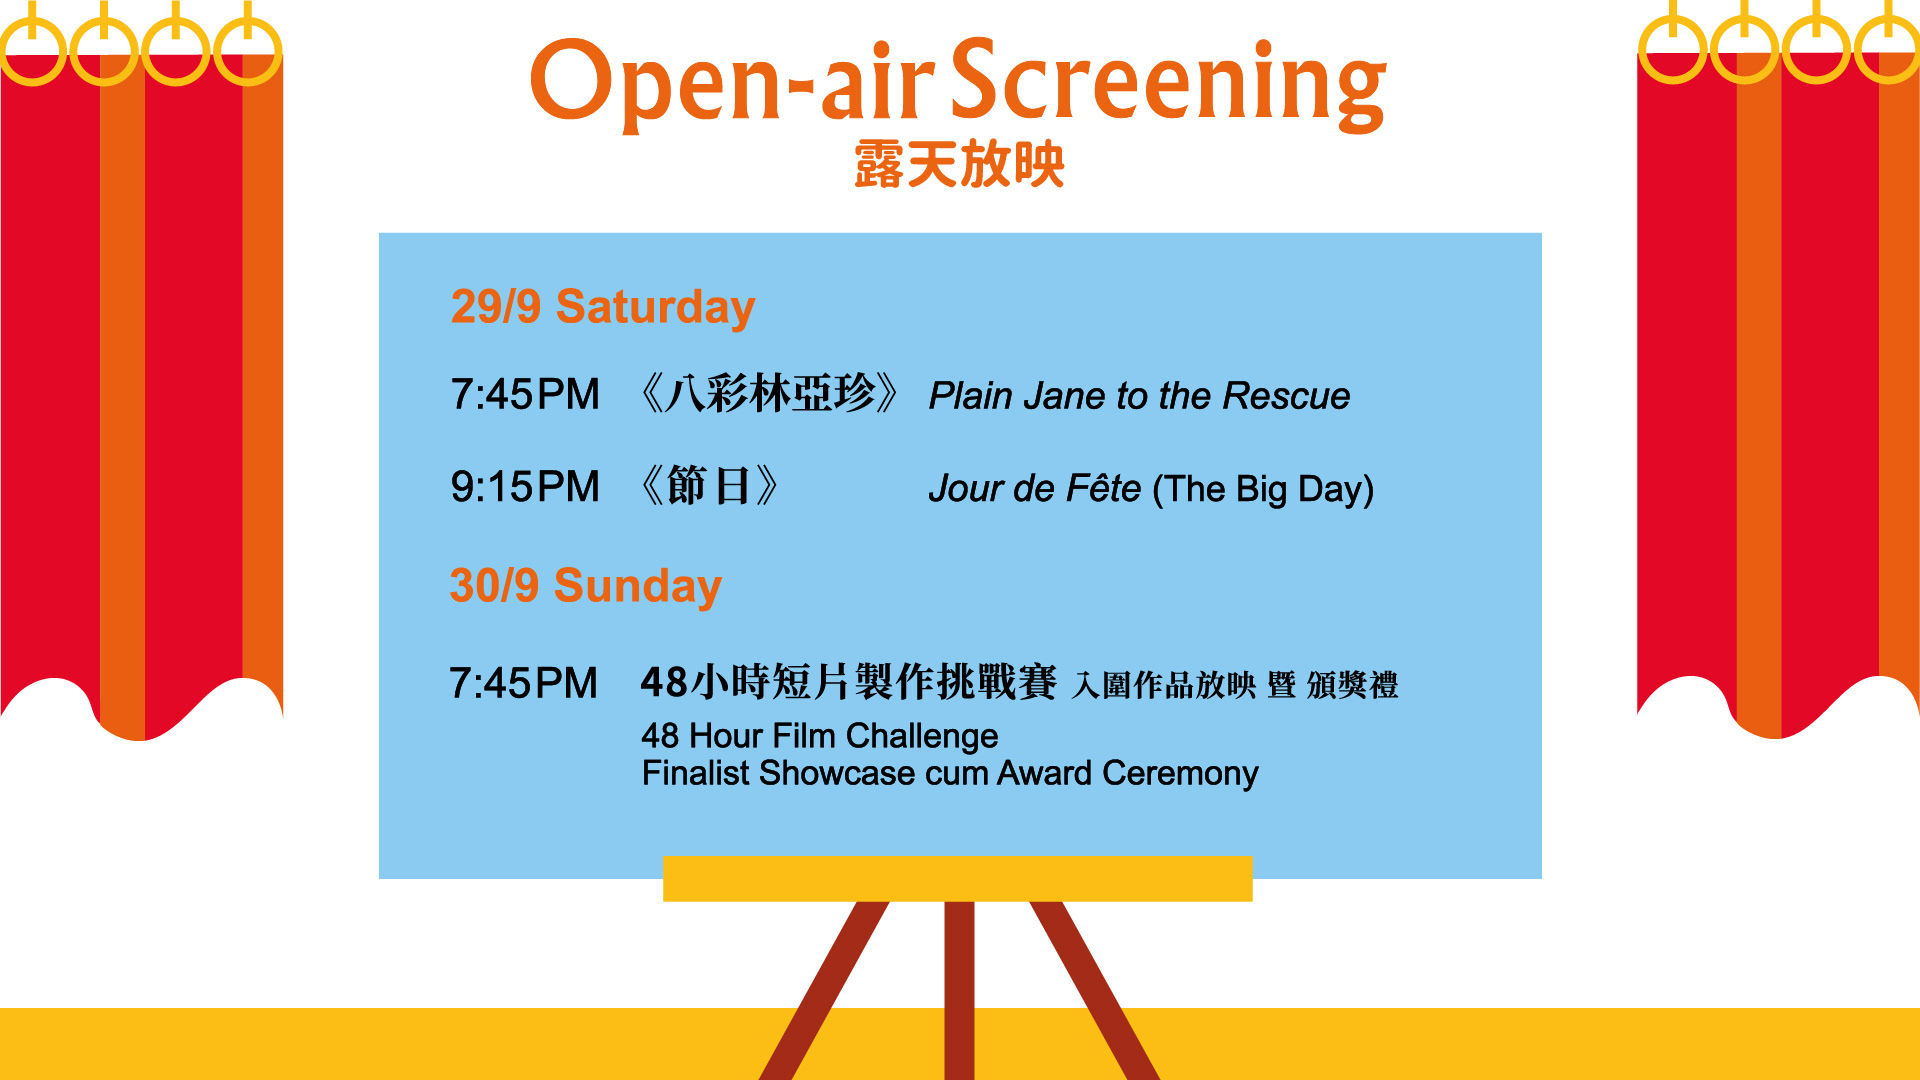 Open-air Screening
露天放映
29/9 Saturday
7:45PM 《八彩林亞珍》 Plain Jane to the Rescue
9:15PM 《節日》 Jour de Fête (The Big Day)
30/9 Sunday
7:45PM 48小時短片製作挑戰賽 入圍作品放映 暨 頒獎禮
48 Hour Film Challenge
Finalist Showcase cum Award Ceremony